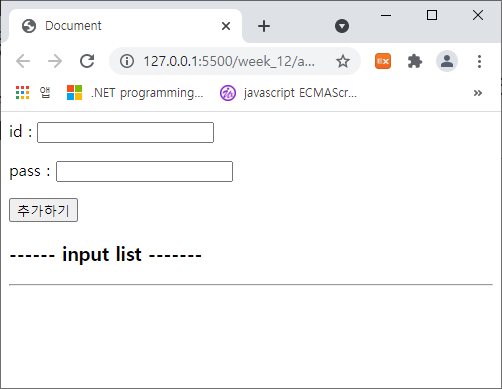 Document
127.0.0.1:5500/week_12/a...
앱 .NET programming... javascript ECMAScr... »
id :
pass :
추가하기
------ input list -------